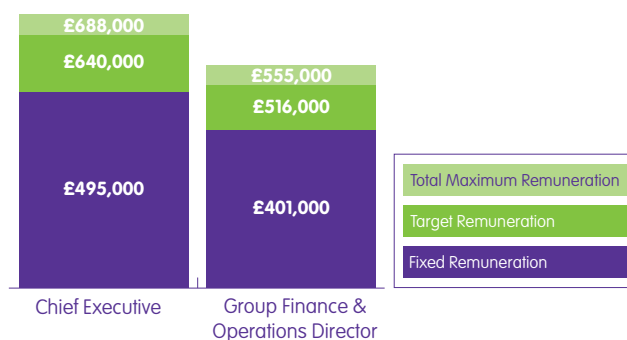 £688,000
£640,000
£495,000
£555,000
£516,000
£401,000
Total Maximum Remuneration
Target Remuneration
Fixed Remuneration
Chief Executive
Group Finance &
Operations Director